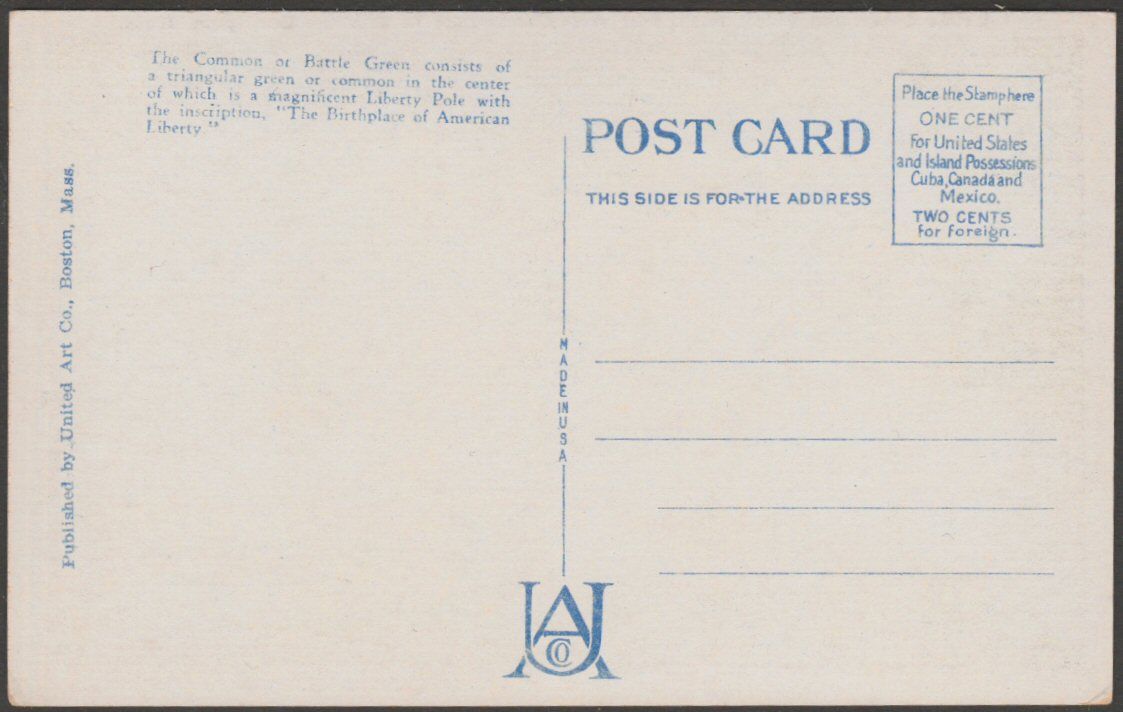 The Common or Battle Green consists of
a triangular green or common in the center
of which is a magnificent Liberty Pole with
the inscription, "The Birthplace of American
Liberty."
Published by United Art Co., Boston, Mass.
POST CARD
THIS SIDE IS FOR THE ADDRESS
Place the Stamp here
ONE CENT
For United States
and Island Possessions
Cuba, Canada and
Mexico.
TWO CENTS
for foreign.
MADE IN USA
UACO